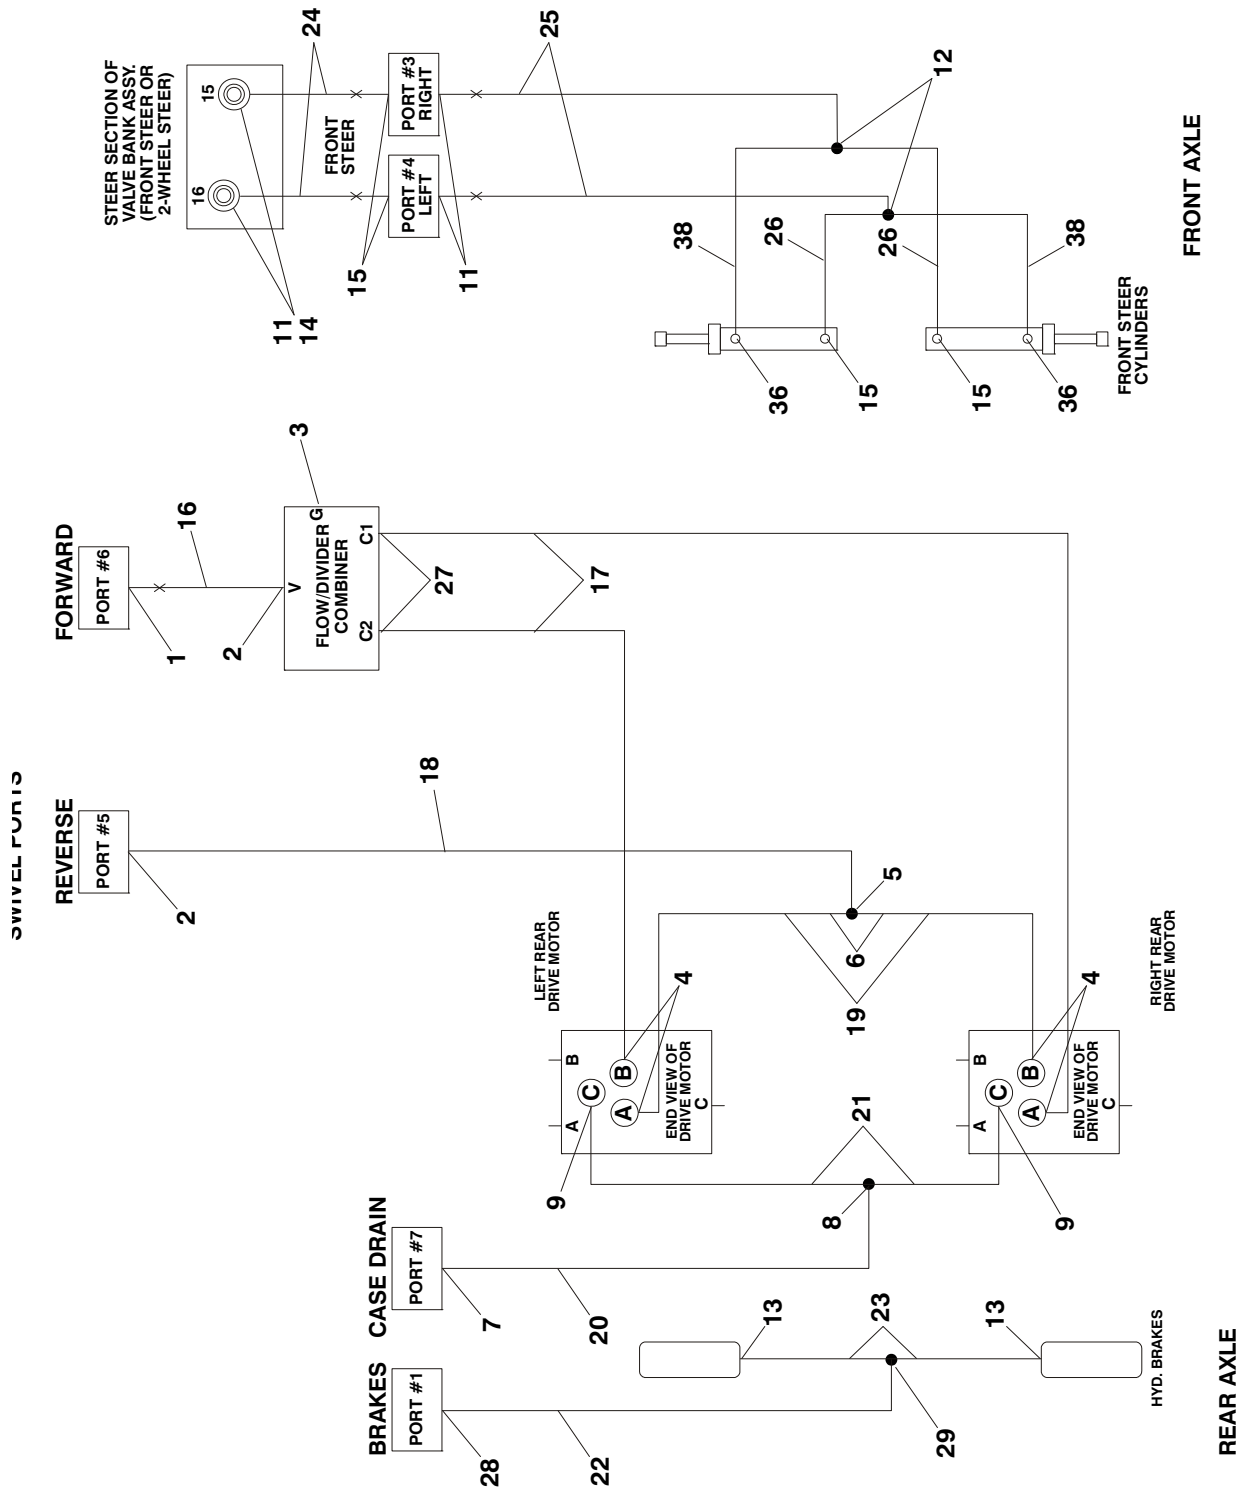 SWIVEL PORTS
BRAKES
PORT #1
28
22
29
13
23
13
HYD. BRAKES
REAR AXLE
CASE DRAIN
PORT #7
7
20
8
21
9
9
LEFT REAR
DRIVE MOTOR
A
B
C
A
B
END VIEW OF
DRIVE MOTOR
C
4
RIGHT REAR
DRIVE MOTOR
A
B
C
A
B
END VIEW OF
DRIVE MOTOR
C
4
REVERSE
PORT #5
2
18
5
6
19
FORWARD
PORT #6
1
16
2
V
G
FLOW/DIVIDER
COMBINER
C2
C1
3
27
17
STEER SECTION OF
VALVE BANK ASSY.
(FRONT STEER OR
2-WHEEL STEER)
16
15
11
14
24
FRONT
STEER
PORT #4
LEFT
PORT #3
RIGHT
15
11
25
12
38
26
26
38
36
15
15
36
FRONT STEER
CYLINDERS
FRONT AXLE